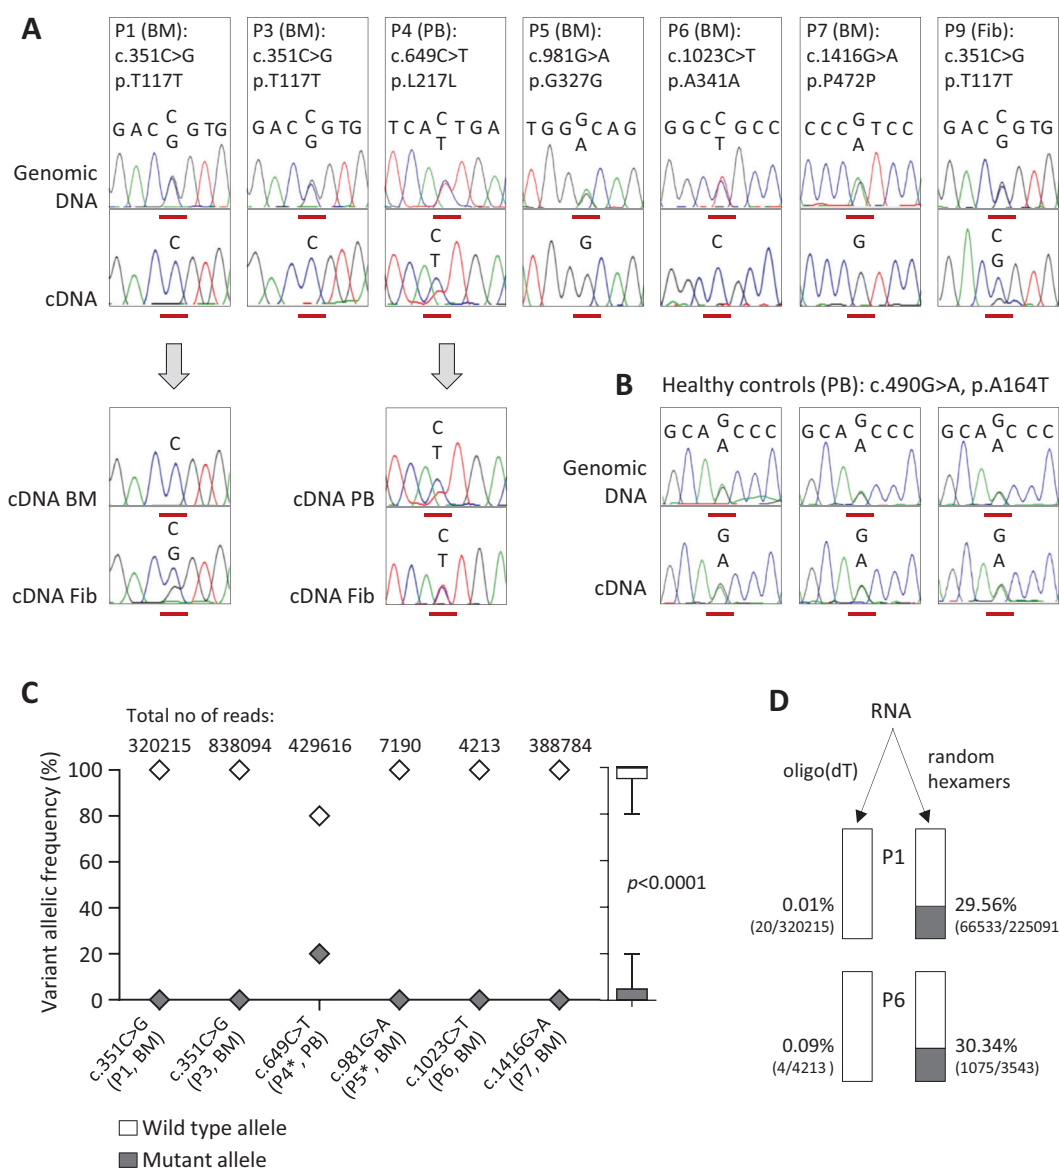 A
P1 (BM):
c.351C>G
p.T117T
P3 (BM):
c.351C>G
p.T117T
P4 (PB):
c.649C>T
p.L217L
P5 (BM):
c.981G>A
p.G327G
P6 (BM):
c.1023C>T
p.A341A
P7 (BM):
c.1416G>A
p.P472P
P9 (Fib):
c.351C>G
p.T117T
Genomic
DNA
G A C C G G T G
G A C C G G T G
T C A C T T G A
T G G G A C A G
G G C C T G C C
C C C G A T C C
G A C C G G T G
cDNA
C
C
C
T
G
C
G
C
G
cDNA BM
C
cDNA Fib
C
G
cDNA PB
C
T
cDNA Fib
C
T
B
Healthy controls (PB): c.490G>A, p.A164T
Genomic
DNA
G C A G A C C C
G C A G A C C C
G C A G A C C C
cDNA
G
A
G
A
G
A
C
Total no of reads:
320215 838094 429616 7190 4213 388784
Variant allelic frequency (%)
100
80
60
40
20
0
p<0.0001
c.351C>G
(P1, BM)
c.351C>G
(P3, BM)
c.649C>T
(P4*, PB)
c.981G>A
(P5*, BM)
c.1023C>T
(P6, BM)
c.1416G>A
(P7, BM)
Wild type allele
Mutant allele
D
RNA
oligo(dT)
random
hexamers
P1
0.01%
(20/320215)
29.56%
(66533/225091
P6
0.09%
(4/4213)
30.34%
(1075/3543)